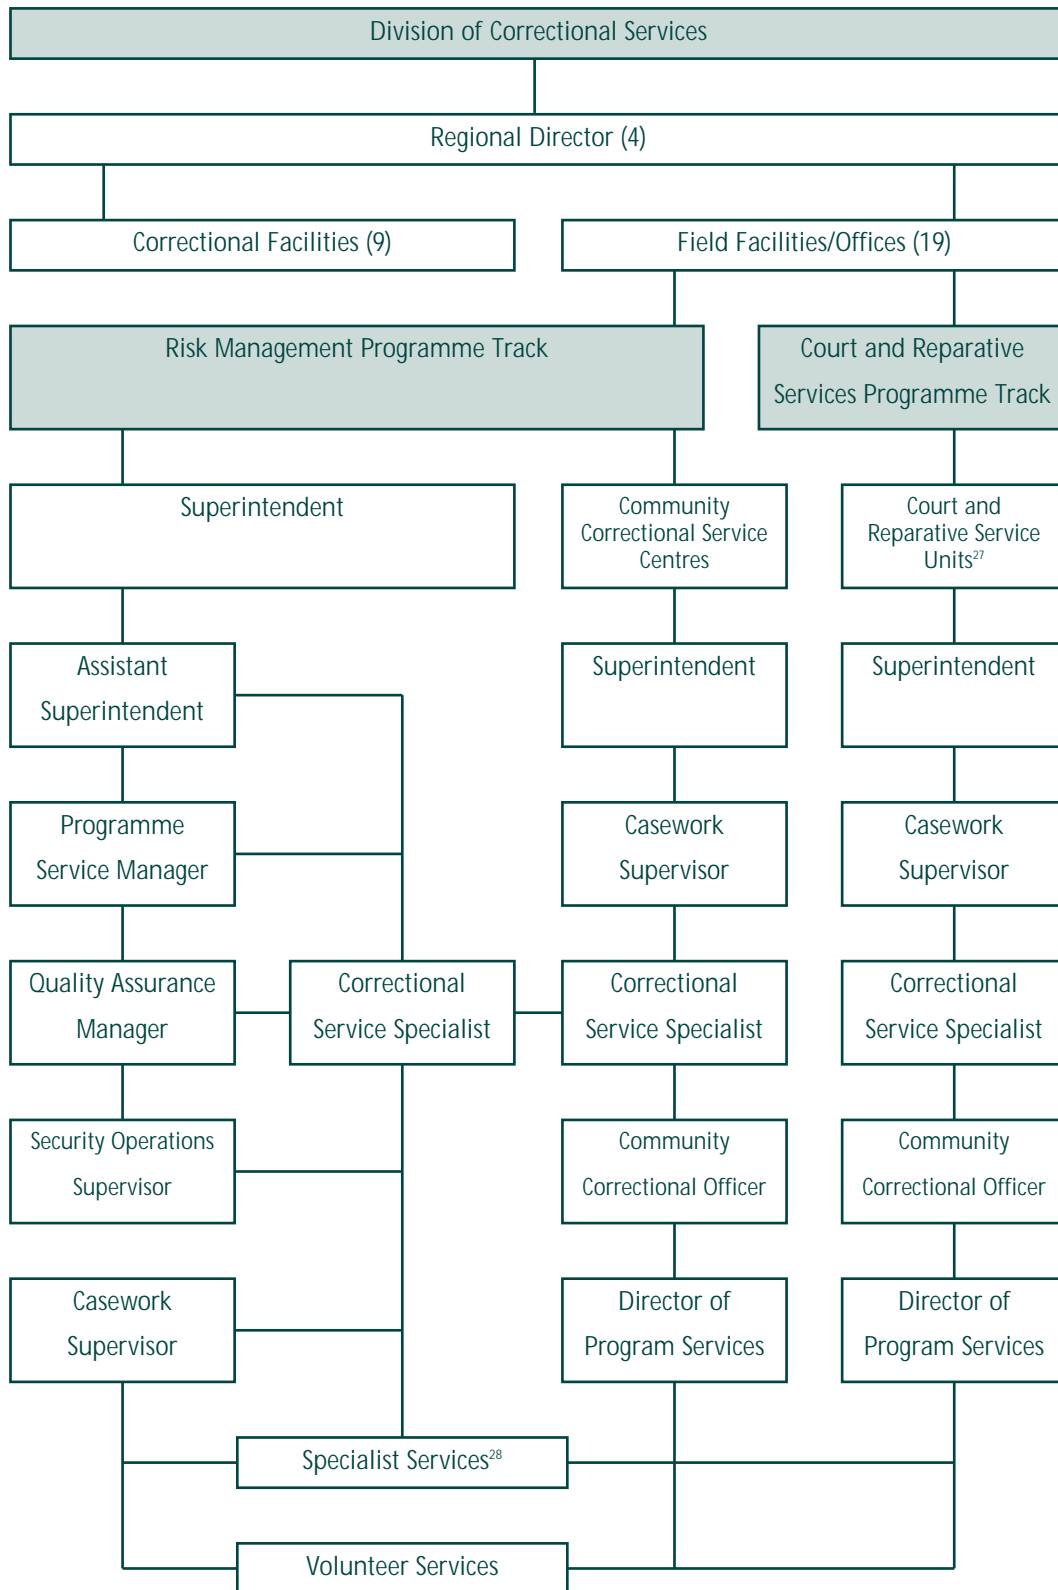 Division of Correctional Services
Regional Director (4)
Correctional Facilities (9)
Field Facilities/Offices (19)
Risk Management Programme Track
Court and Reparative
Services Programme Track
Superintendent
Community
Correctional Service
Centres
Court and
Reparative Service
Units27
Assistant
Superintendent
Superintendent
Superintendent
Programme
Service Manager
Casework
Supervisor
Casework
Supervisor
Quality Assurance
Manager
Correctional
Service Specialist
Correctional
Service Specialist
Correctional
Service Specialist
Security Operations
Supervisor
Community
Correctional Officer
Community
Correctional Officer
Casework
Supervisor
Director of
Program Services
Director of
Program Services
Specialist Services28
Volunteer Services